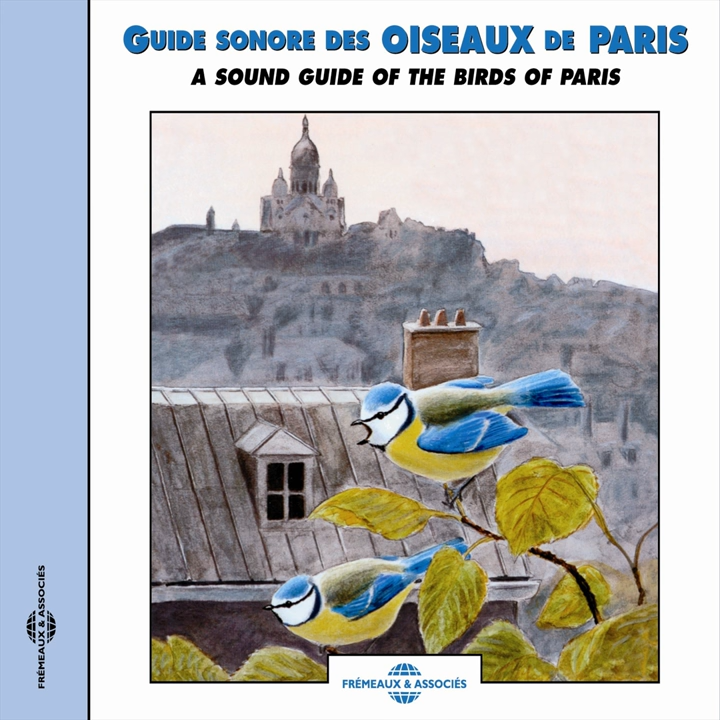 GUIDE SONORE DES OISEAUX DE PARIS
A SOUND GUIDE OF THE BIRDS OF PARIS
FRÉMEAUX & ASSOCIÉS
FRÉMEAUX & ASSOCIÉS